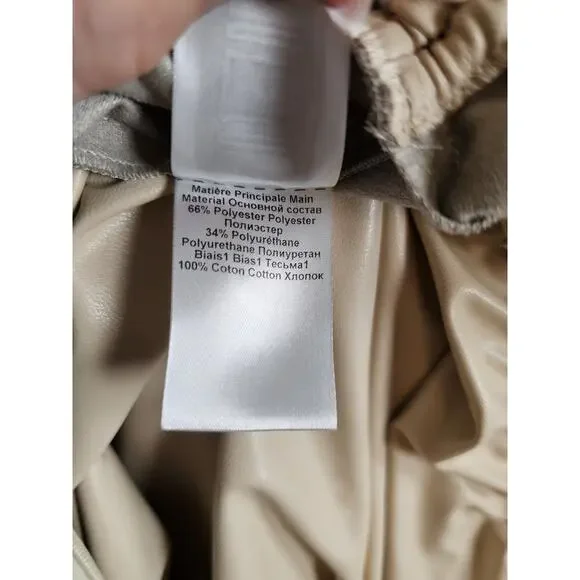 Matière Principale Main
Material Основной состав
66% Polyester Polyester
Полиэстер
34% Polyuréthane
Polyurethane Полиуретан
Biais1 Bias1 Тесьма1
100% Coton Cotton Хлопок